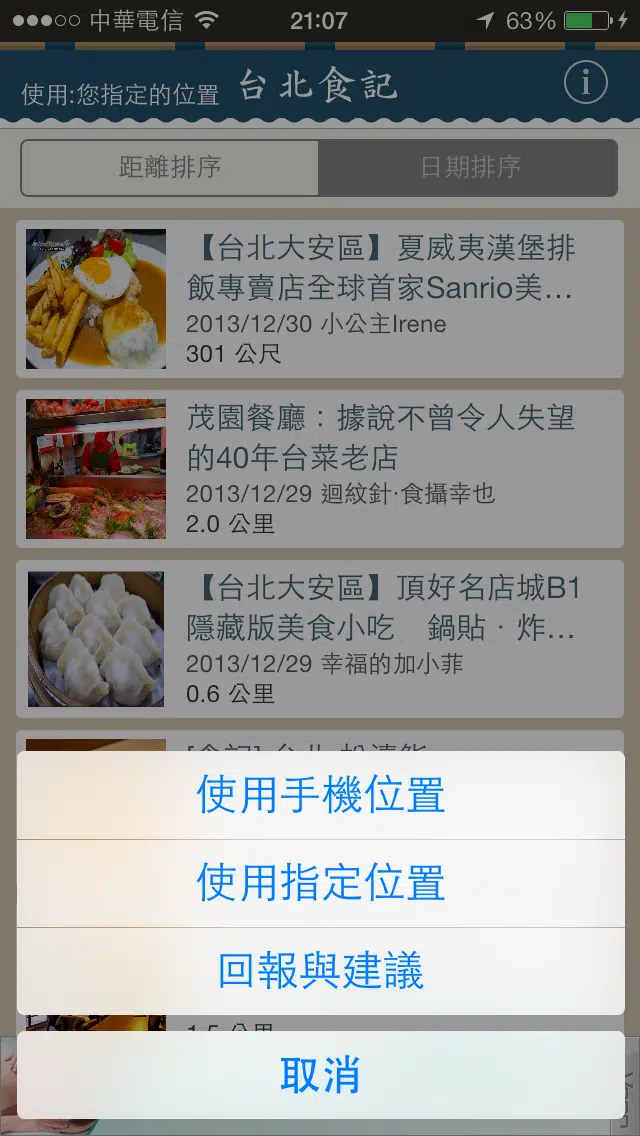 中華電信 21:07 63%
使用:您指定的位置 台北食記
距離排序 日期排序
【台北大安區】夏威夷漢堡排
飯專賣店全球首家Sanrio美…
2013/12/30 小公主Irene
301 公尺
茂園餐廳：據說不曾令人失望
的40年台菜老店
2013/12/29 迴紋針·食攝幸也
2.0 公里
【台北大安區】頂好名店城B1
隱藏版美食小吃　鍋貼‧炸…
2013/12/29 幸福的加小菲
0.6 公里
使用手機位置
使用指定位置
回報與建議
1.5 公里
取消